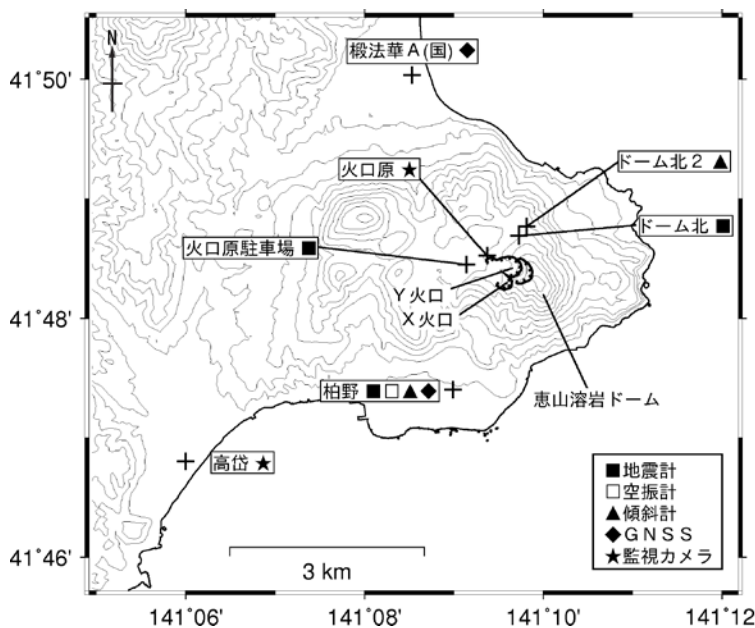 N
椴法華A(国) ◆
41°50'
ドーム北2 ▲
火口原 ★
ドーム北 ■
火口原駐車場 ■
Y火口
X火口
41°48'
柏野 ■□▲◆
恵山溶岩ドーム
高岱 ★
■地震計
□空振計
▲傾斜計
◆GNSS
★監視カメラ
41°46'
3 km
141°06'
141°08'
141°10'
141°12'